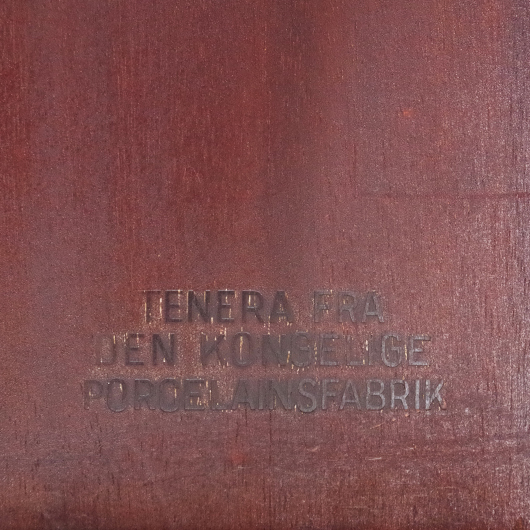 TENERA FRA
DEN KONGELIGE
PORCELAINSFABRIK